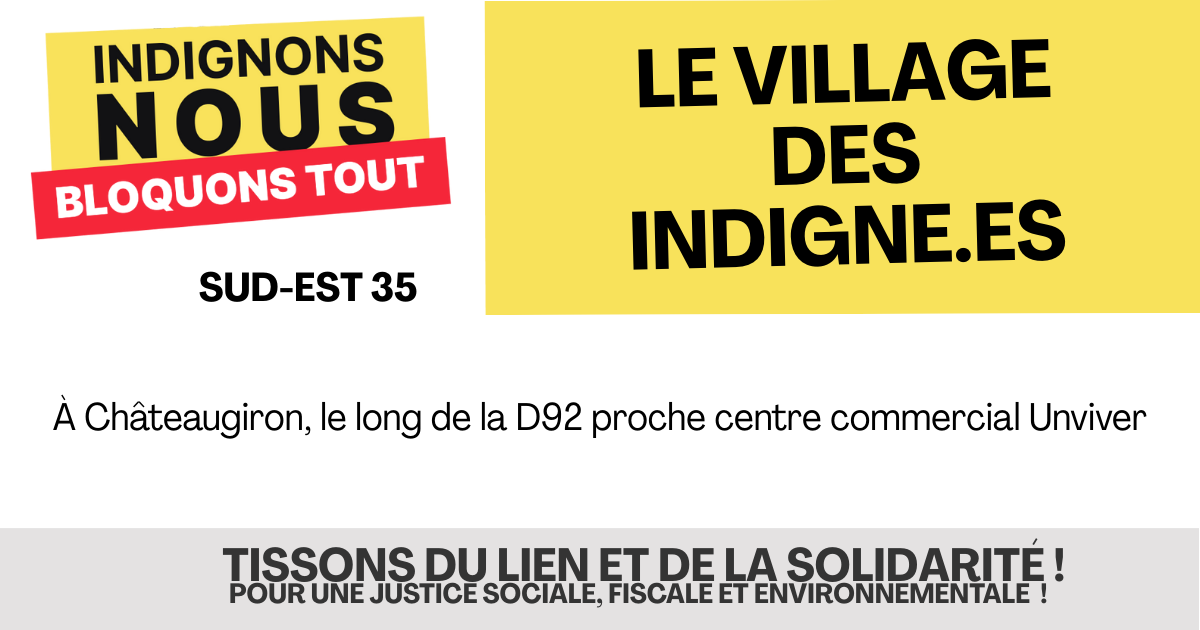 INDIGNONS
NOUS
BLOQUONS TOUT
SUD-EST 35
LE VILLAGE
DES
INDIGNE.ES
À Châteaugiron, le long de la D92 proche centre commercial Unviver
TISSONS DU LIEN ET DE LA SOLIDARITÉ !
POUR UNE JUSTICE SOCIALE, FISCALE ET ENVIRONNEMENTALE !